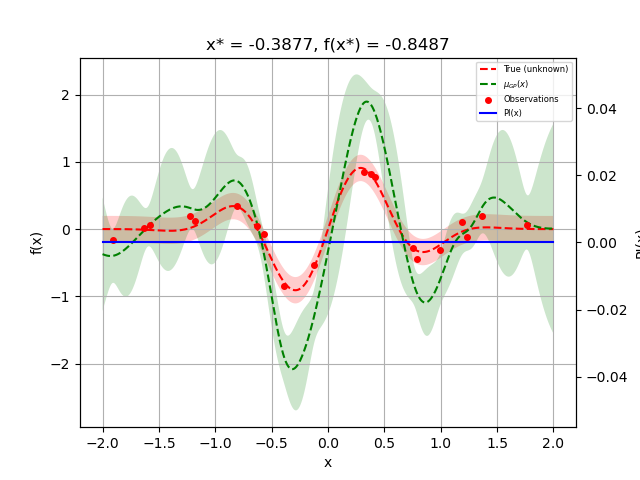 x* = -0.3877, f(x*) = -0.8487
True (unknown)
μGP(x)
Observations
PI(x)
2
1
0
−1
−2
f(x)
0.04
0.02
0.00
−0.02
−0.04
−2.0 −1.5 −1.0 −0.5 0.0 0.5 1.0 1.5 2.0
x